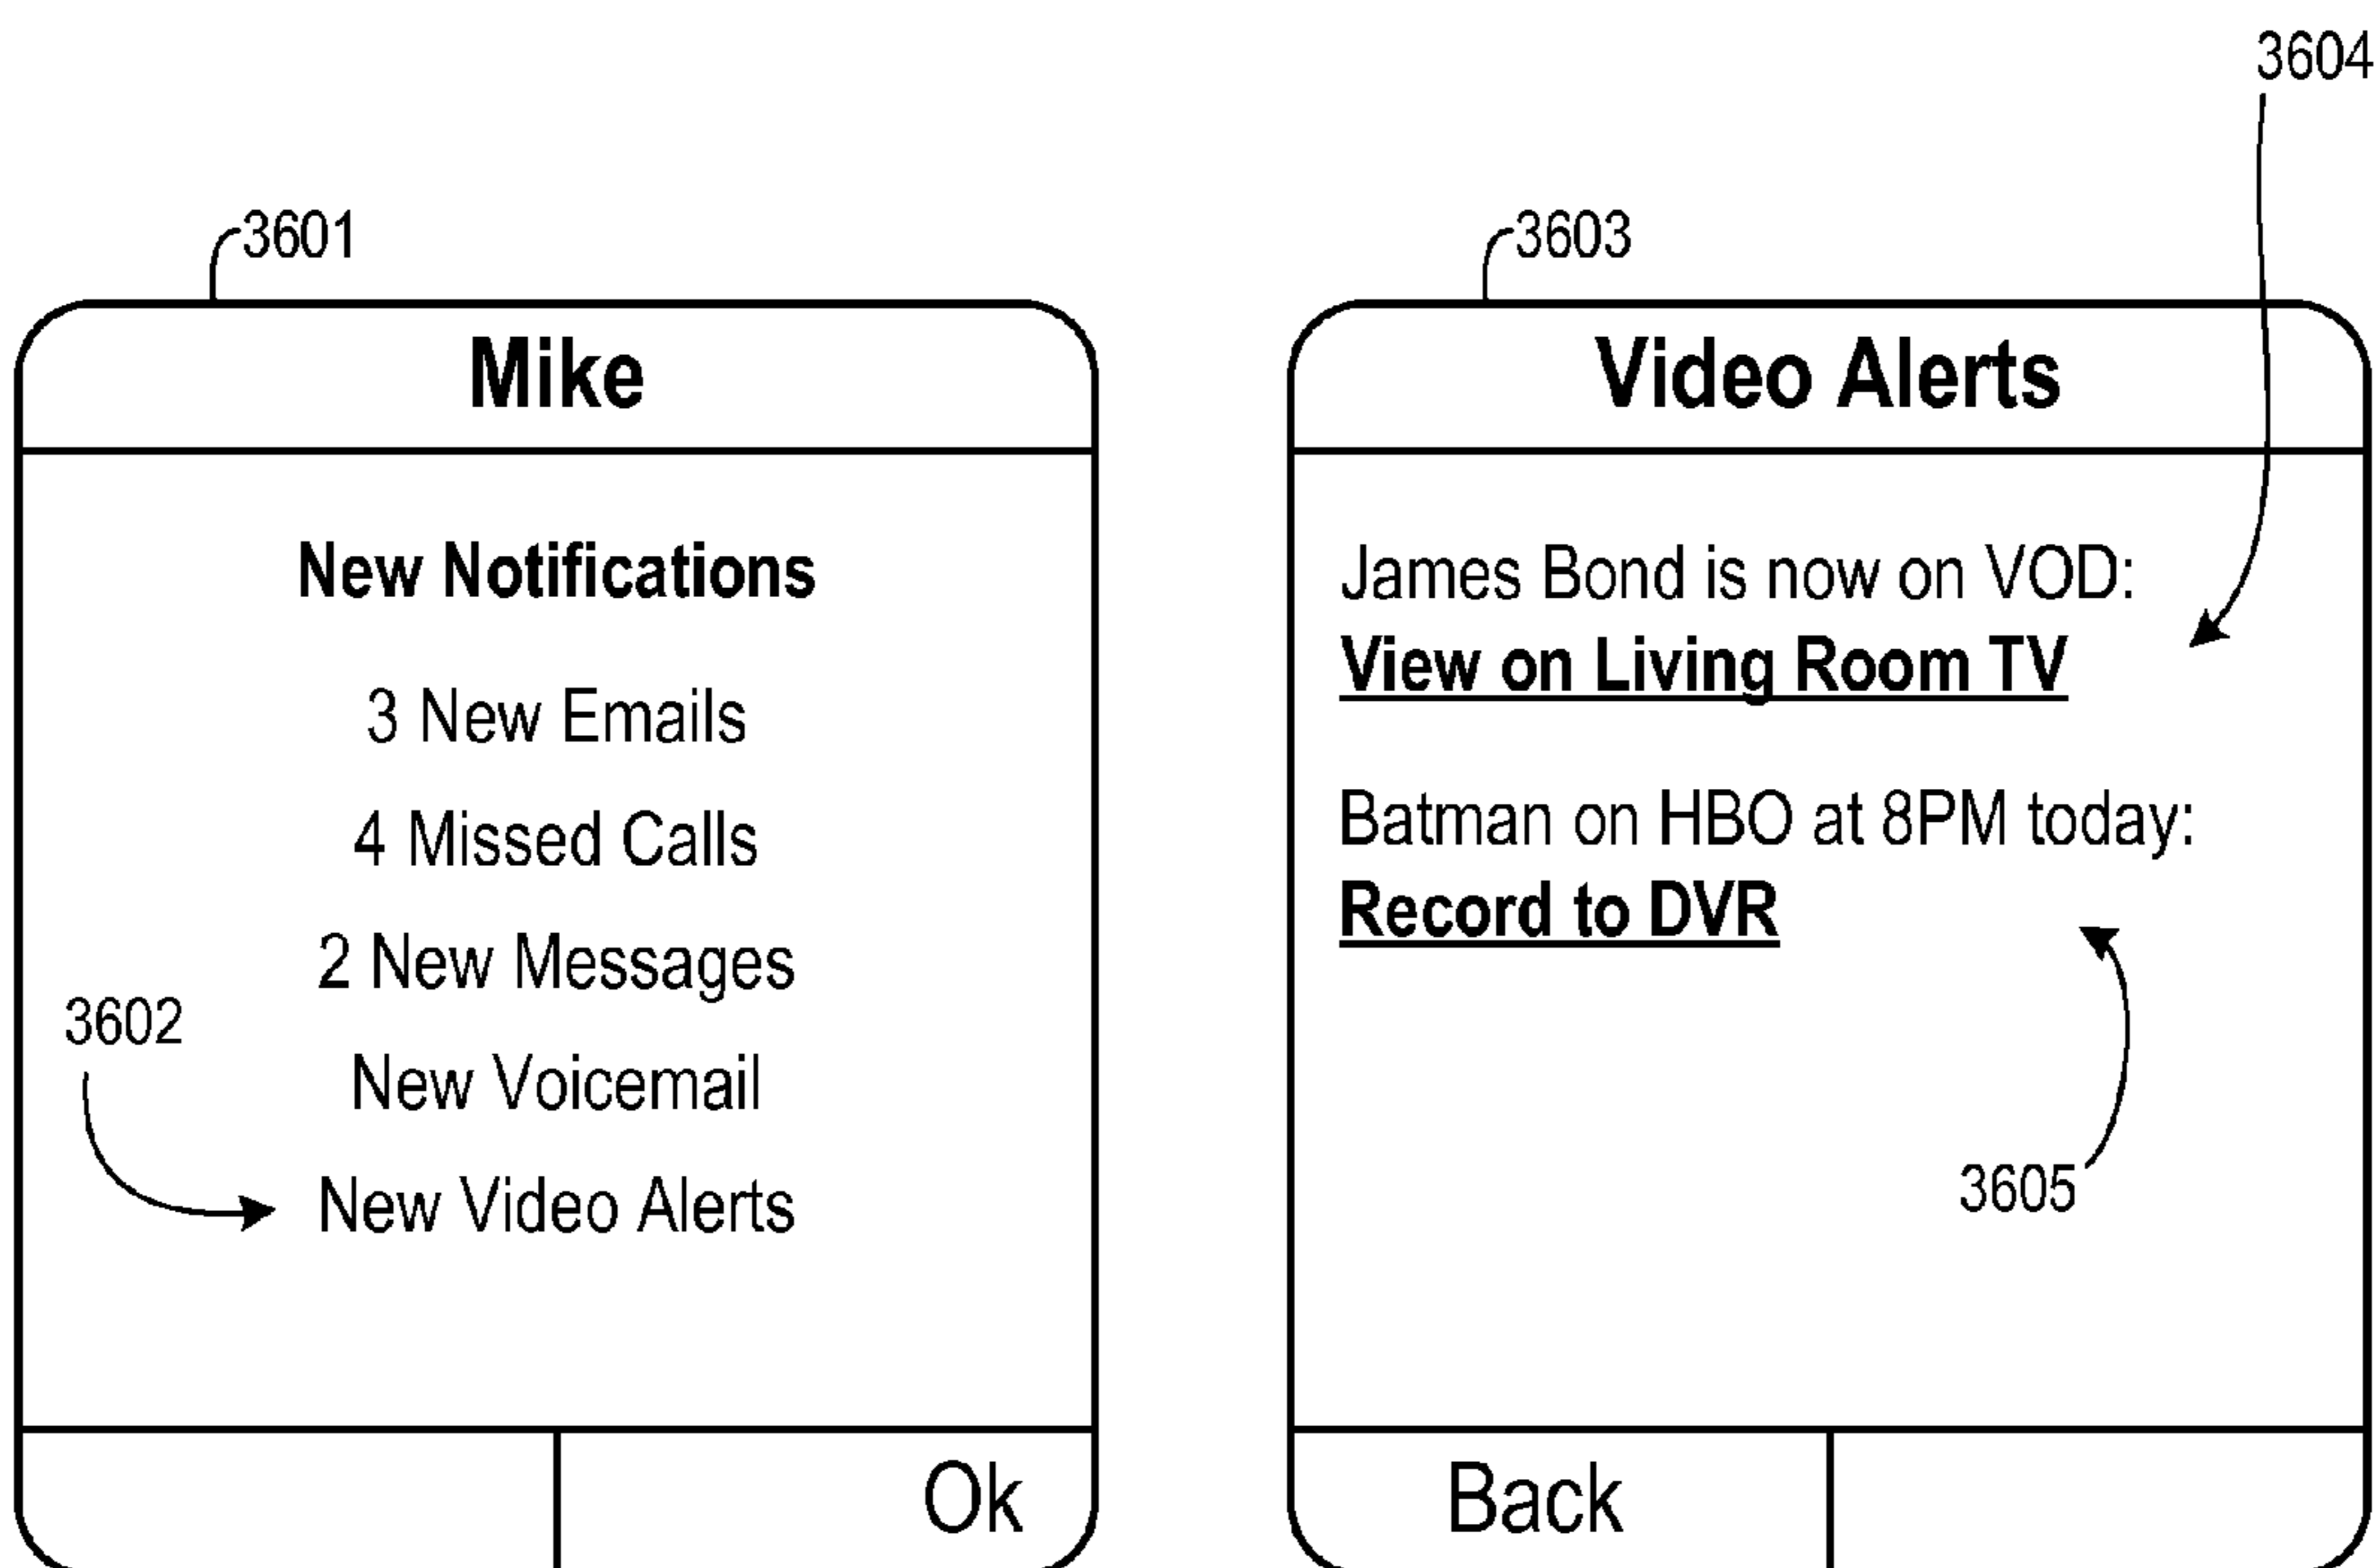 3604
3601
3603
Mike
New Notifications
3 New Emails
4 Missed Calls
2 New Messages
3602
New Voicemail
New Video Alerts
Ok
Video Alerts
James Bond is now on VOD:
View on Living Room TV
Batman on HBO at 8PM today:
Record to DVR
3605
Back